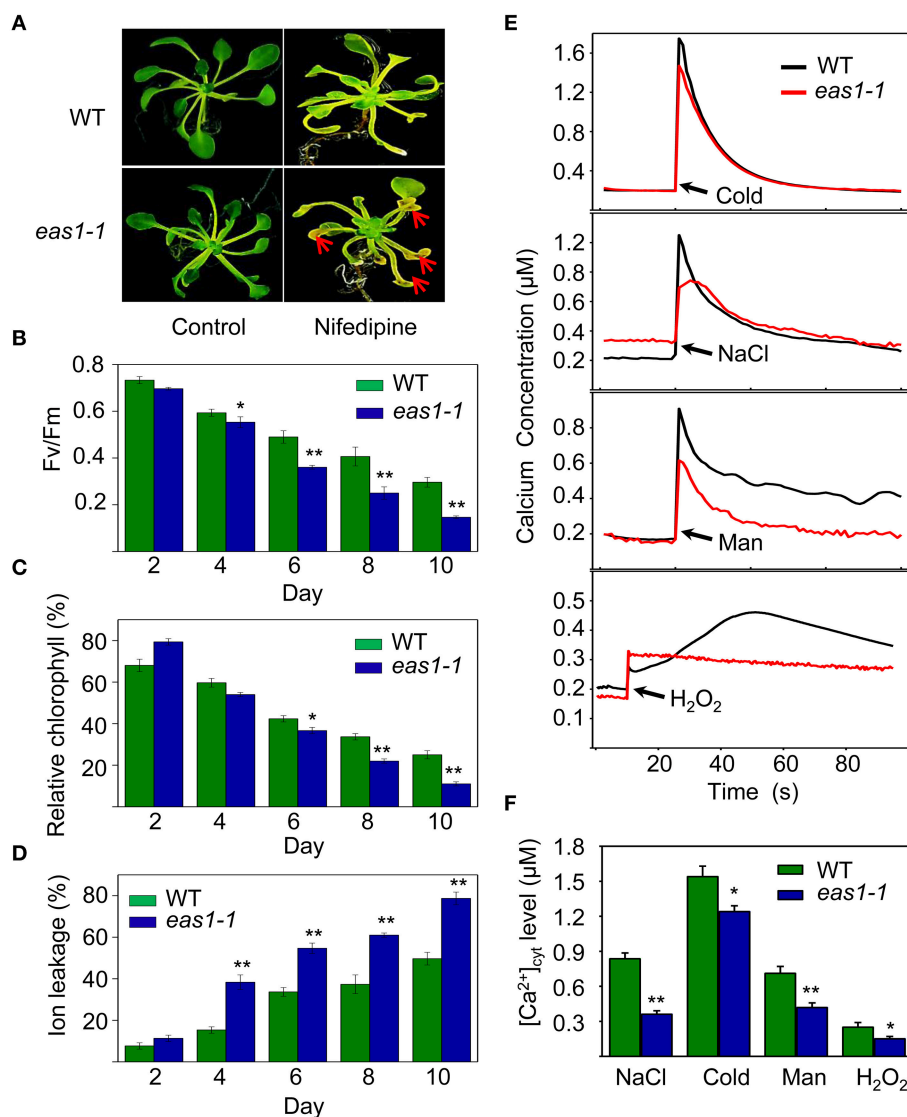 A
WT
eas1-1
Control Nifedipine
B
Fv/Fm
0.8
0.6
0.4
0.2
WT
eas1-1
*
**
**
**
2 4 6 8 10
Day
C
Relative chlorophyll (%)
80
60
40
20
WT
eas1-1
*
**
**
2 4 6 8 10
Day
D
Ion leakage (%)
80
60
40
20
WT
eas1-1
**
**
**
**
2 4 6 8 10
Day
E
Calcium Concentration (μM)
1.6
1.2
0.8
0.4
WT
eas1-1
Cold
1.2
1.0
0.6
0.4
0.2
NaCl
0.8
0.6
0.4
0.2
Man
0.5
0.4
0.3
0.2
0.1
H₂O₂
20 40 60 80
Time (s)
F
[Ca²⁺]cyt level (μM)
1.8
1.5
1.2
0.9
0.6
0.3
WT
eas1-1
**
*
**
*
NaCl Cold Man H₂O₂